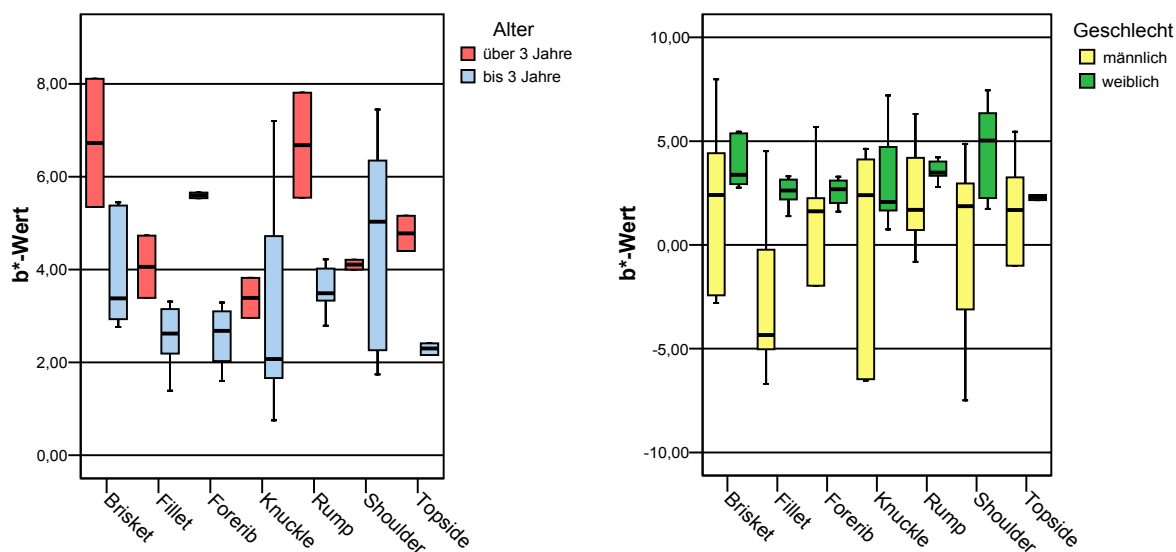 Alter
über 3 Jahre
bis 3 Jahre
b*-Wert
8,00
6,00
4,00
2,00
0,00
Brisket
Fillet
Forerib
Knuckle
Rump
Shoulder
Topside
Geschlecht
männlich
weiblich
b*-Wert
10,00
5,00
0,00
-5,00
-10,00
Brisket
Fillet
Forerib
Knuckle
Rump
Shoulder
Topside